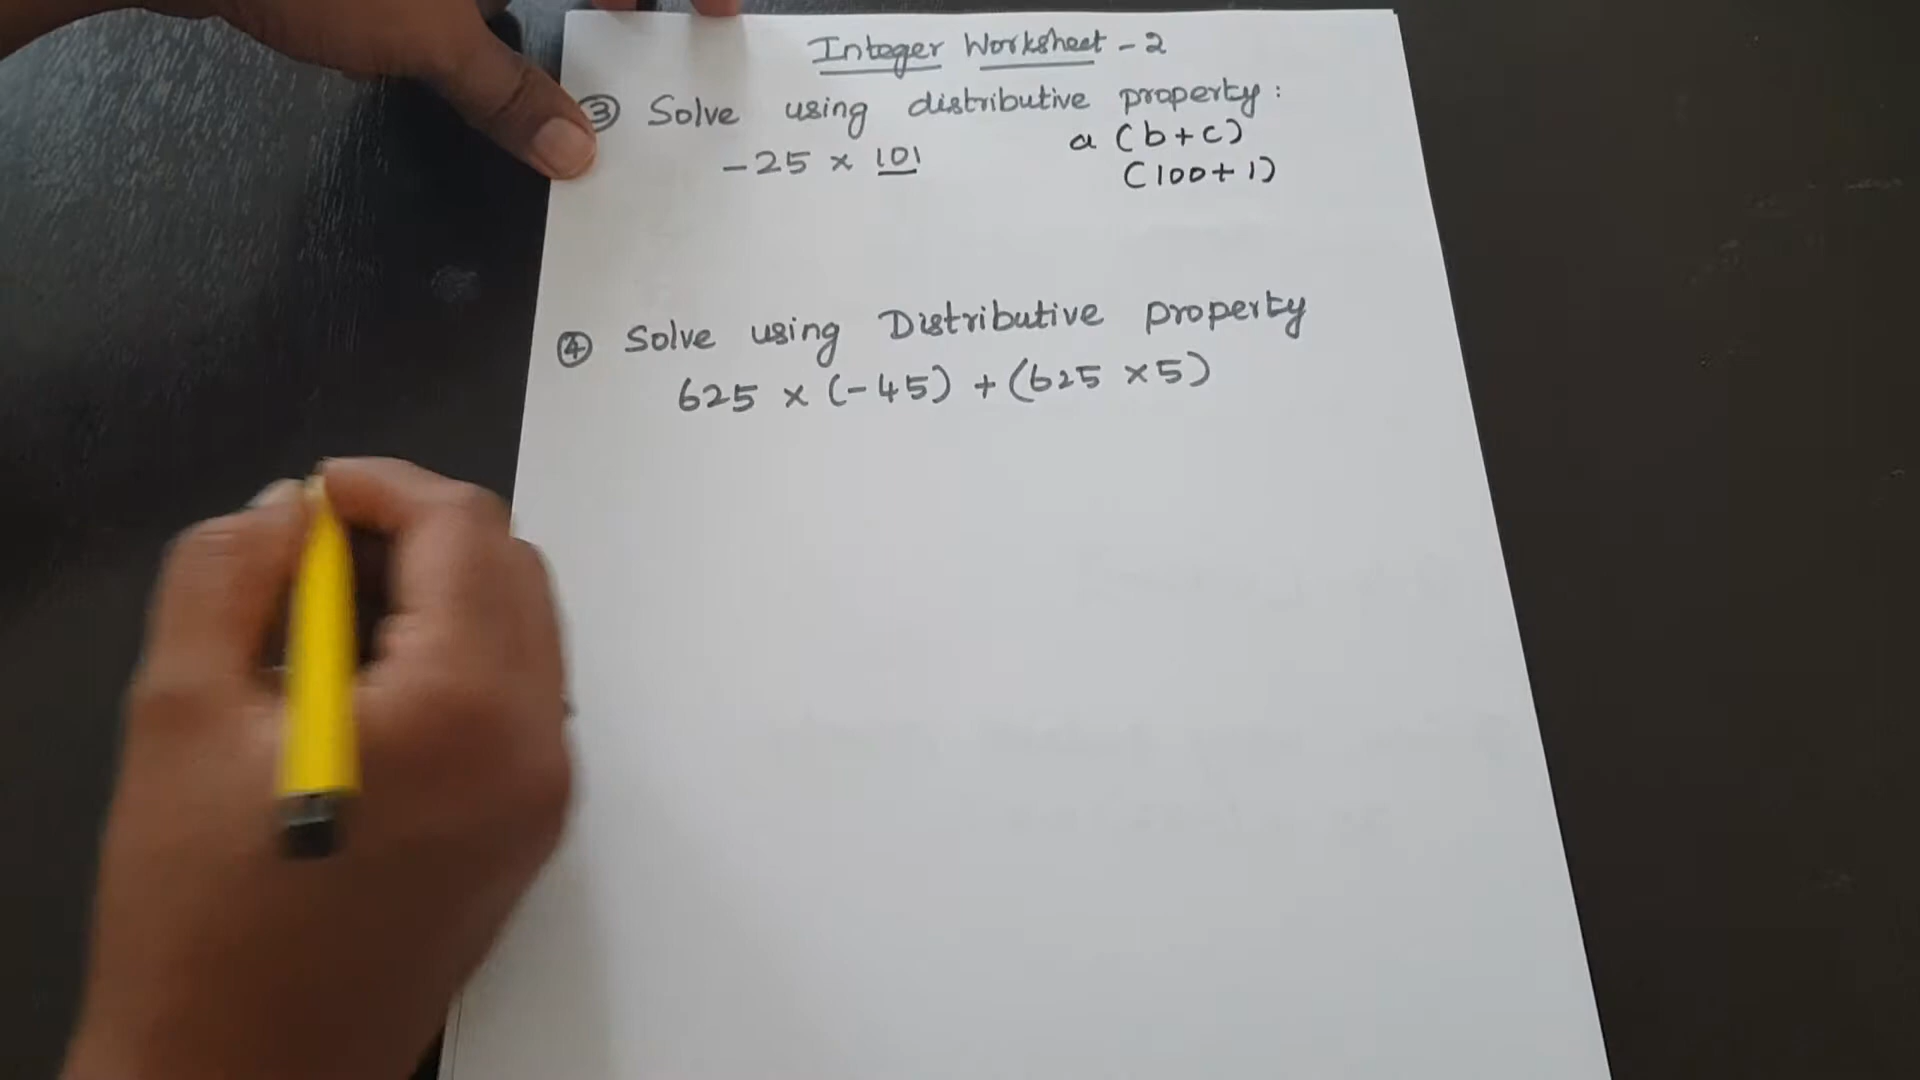 Integer Worksheet - 2
③ Solve using distributive property :
-25 × 101
a (b+c)
(100+1)
④ Solve using Distributive property
625 × (-45) + (625 ×5)